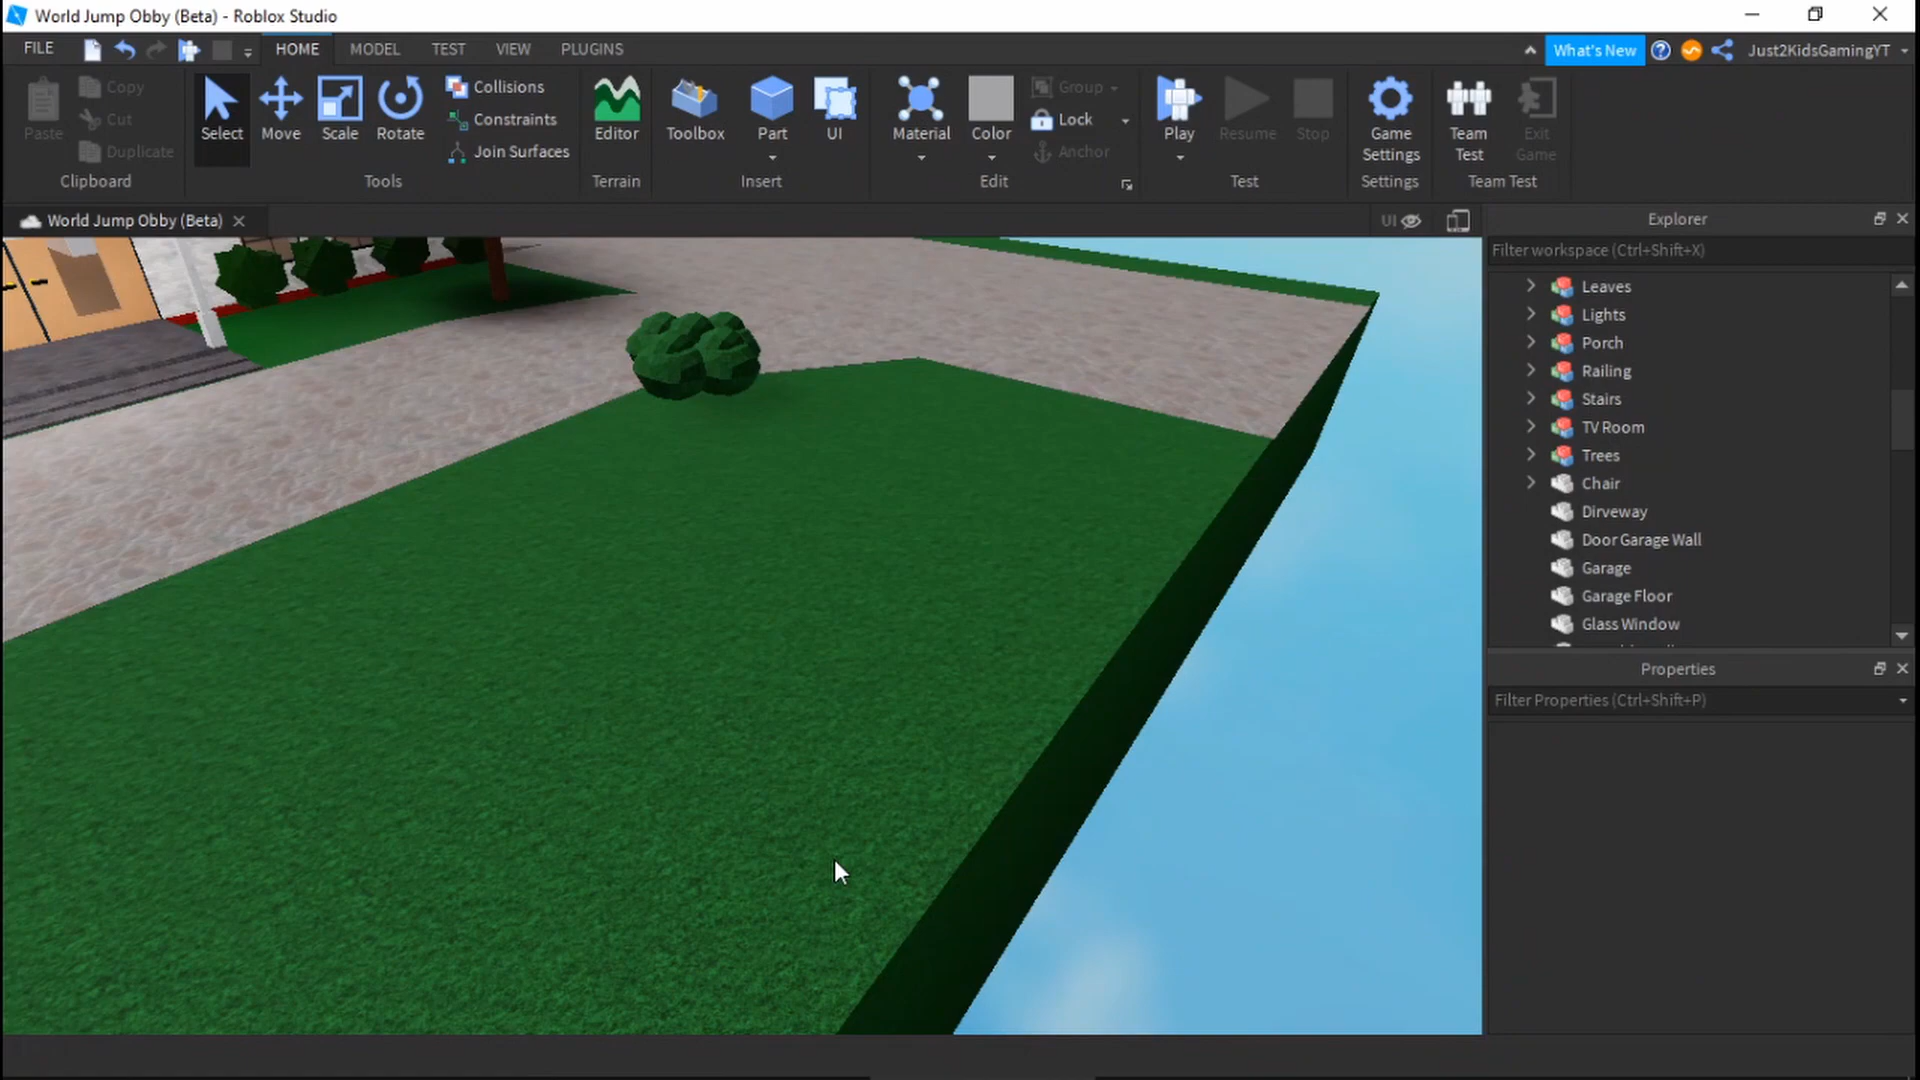 World Jump Obby (Beta) - Roblox Studio
FILE HOME MODEL TEST VIEW PLUGINS What's New Just2KidsGamingYT
Paste Copy Cut Duplicate
Clipboard
Select Move Scale Rotate
Collisions
Constraints
Join Surfaces
Tools
Editor
Terrain
Toolbox Part UI
Insert
Material Color
Group
Lock
Anchor
Edit
Play Resume Stop
Test
Game Settings
Settings
Team Test
Exit Game
Team Test
World Jump Obby (Beta)
UI
Explorer
Filter workspace (Ctrl+Shift+X)
Leaves
Lights
Porch
Railing
Stairs
TV Room
Trees
Chair
Dirveway
Door Garage Wall
Garage
Garage Floor
Glass Window
Properties
Filter Properties (Ctrl+Shift+P)